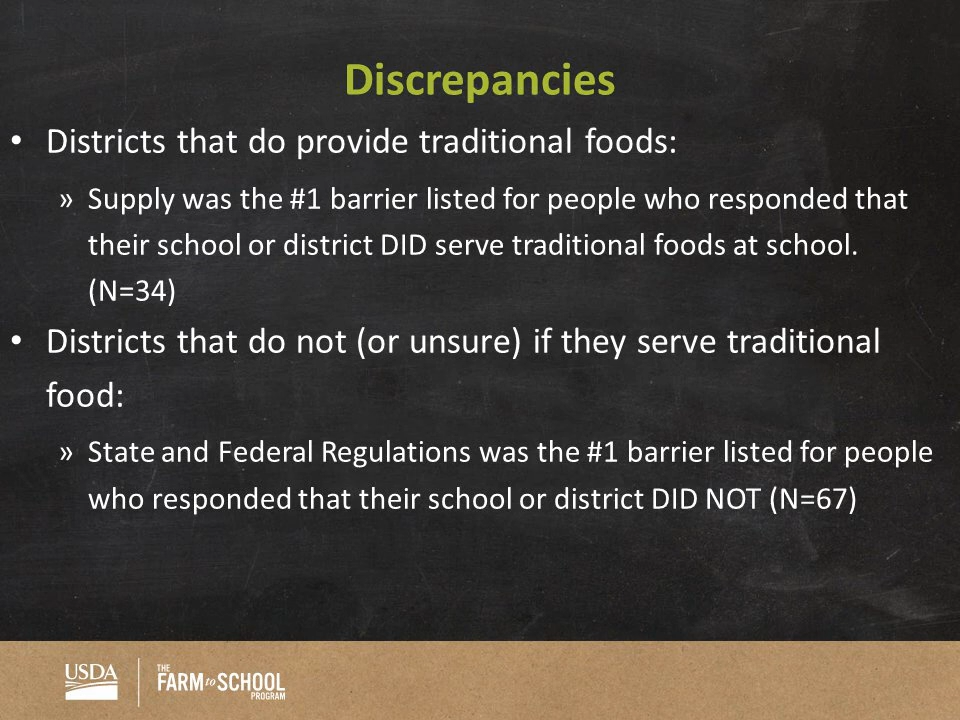 Discrepancies
• Districts that do provide traditional foods:
» Supply was the #1 barrier listed for people who responded that
their school or district DID serve traditional foods at school.
(N=34)
• Districts that do not (or unsure) if they serve traditional
food:
» State and Federal Regulations was the #1 barrier listed for people
who responded that their school or district DID NOT (N=67)
USDA
THE
FARM to SCHOOL
PROGRAM